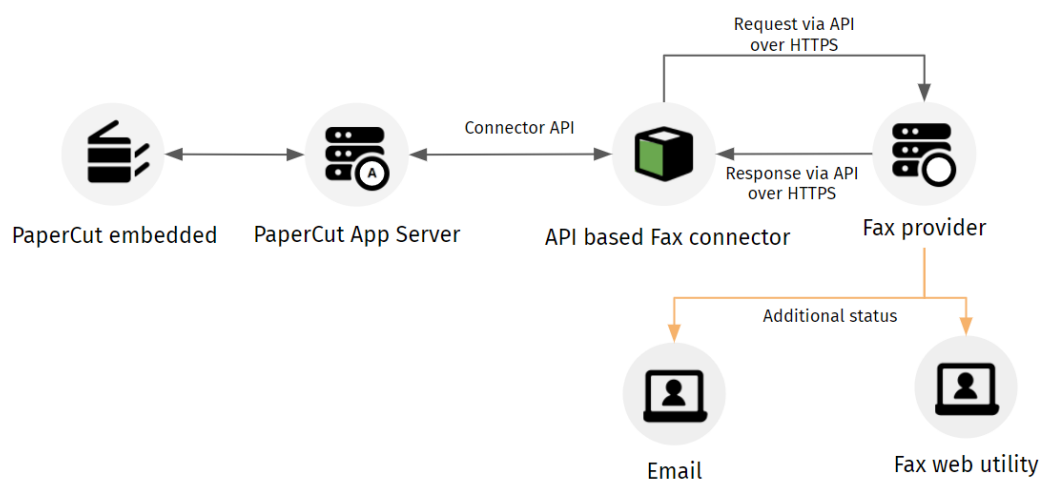 Request via API
over HTTPS
Connector API
A
Response via API
over HTTPS
PaperCut embedded
PaperCut App Server
API based Fax connector
Fax provider
Additional status
Email
Fax web utility